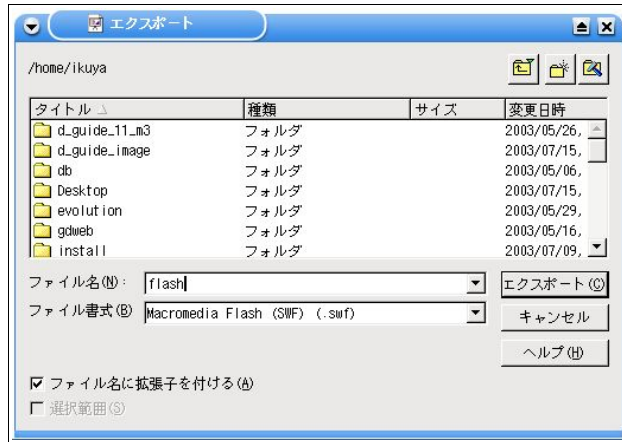 エクスポート
/home/ikuya
タイトル 種類 サイズ 変更日時
d_guide_11_m3 フォルダ 2003/05/26,
d_guide_image フォルダ 2003/07/15,
db フォルダ 2003/05/06,
Desktop フォルダ 2003/07/15,
evolution フォルダ 2003/05/29,
gdweb フォルダ 2003/05/16,
install フォルダ 2003/07/09,
ファイル名(N): flash エクスポート(C)
ファイル書式(B) Macromedia Flash (SWF) (.swf) キャンセル
ヘルプ(H)
ファイル名に拡張子を付ける(A)
選択範囲(S)